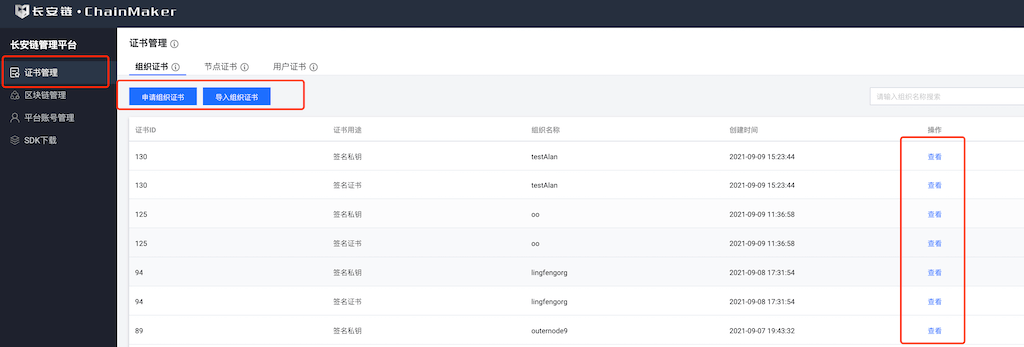 长安链·ChainMaker
长安链管理平台
证书管理
区块链管理
平台账号管理
SDK下载
证书管理
组织证书 节点证书 用户证书
申请组织证书 导入组织证书
请输入组织名称搜索
证书ID 证书用途 组织名称 创建时间 操作
130 签名私钥 testAlan 2021-09-09 15:23:44 查看
130 签名证书 testAlan 2021-09-09 15:23:44 查看
125 签名私钥 oo 2021-09-09 11:36:58 查看
125 签名证书 oo 2021-09-09 11:36:58 查看
94 签名私钥 lingfengorg 2021-09-08 17:31:54 查看
94 签名证书 lingfengorg 2021-09-08 17:31:54 查看
89 签名私钥 outernode9 2021-09-07 19:43:32 查看